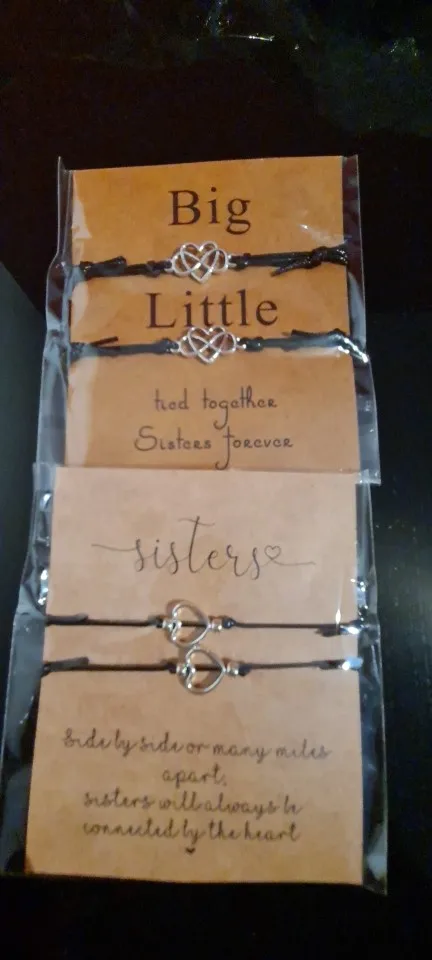 Big
Little
tied together
Sisters forever
sisters
Side by side or many miles
apart,
sisters will always be
connected by the heart